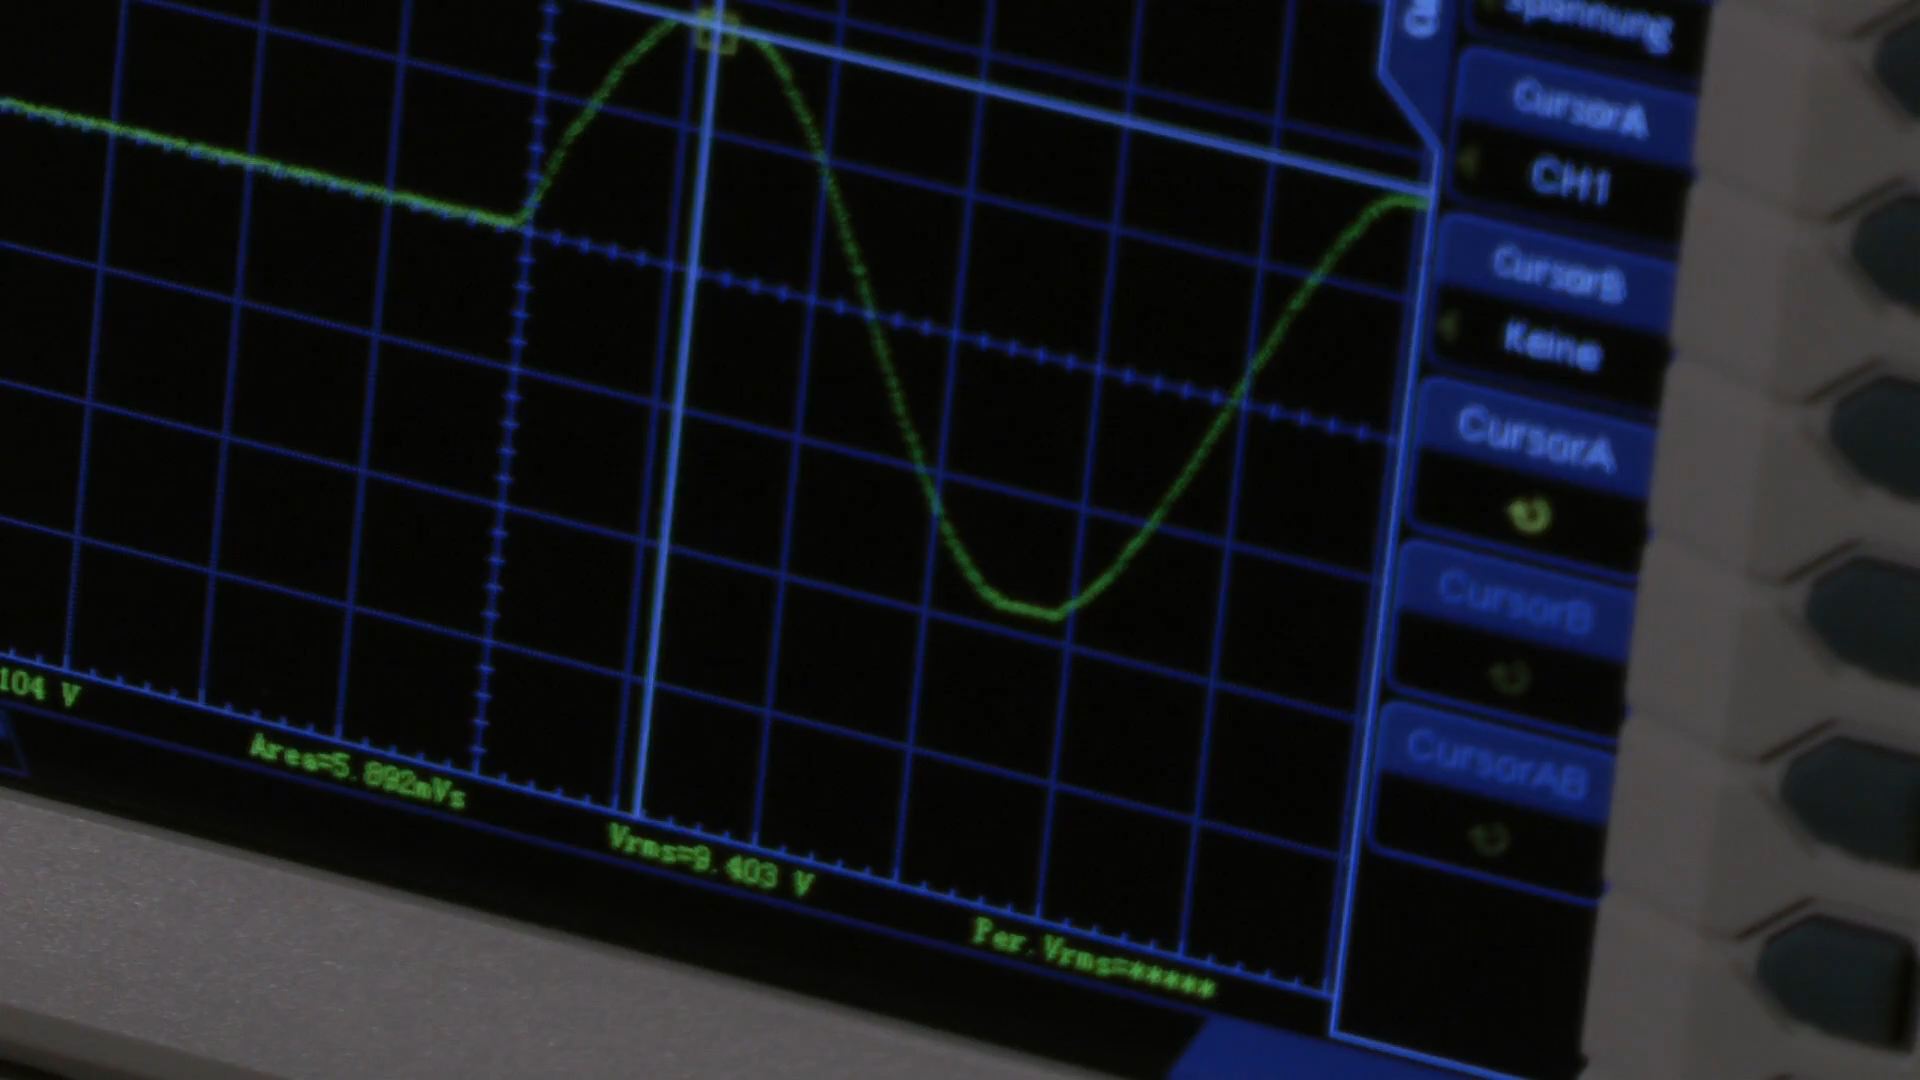 spannung
CursorA
CH1
CursorB
Keine
CursorA
CursorB
CursorAB
104 V
Area=5.892mVs
Vrms=9.403 V
Per.Vrms=*****